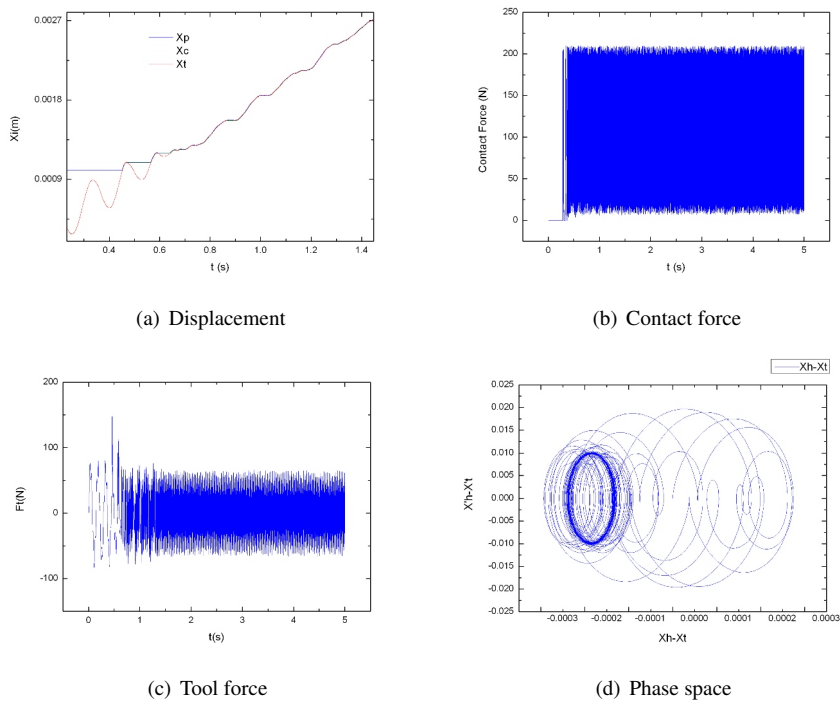 0.0027
0.0018
0.0009
Xi(m)
Xp
Xc
Xt
0.4 0.6 0.8 1.0 1.2 1.4
t (s)
(a) Displacement
250
200
150
100
50
0
Contact Force (N)
0 1 2 3 4 5
t (s)
(b) Contact force
200
100
0
-100
Ft(N)
0 1 2 3 4 5
t(s)
(c) Tool force
Xh-Xt
0.025
0.020
0.015
0.010
0.005
0.000
-0.005
-0.010
-0.015
-0.020
-0.025
X'h-X't
-0.0003 -0.0002 -0.0001 0.0000 0.0001 0.0002 0.0003
Xh-Xt
(d) Phase space